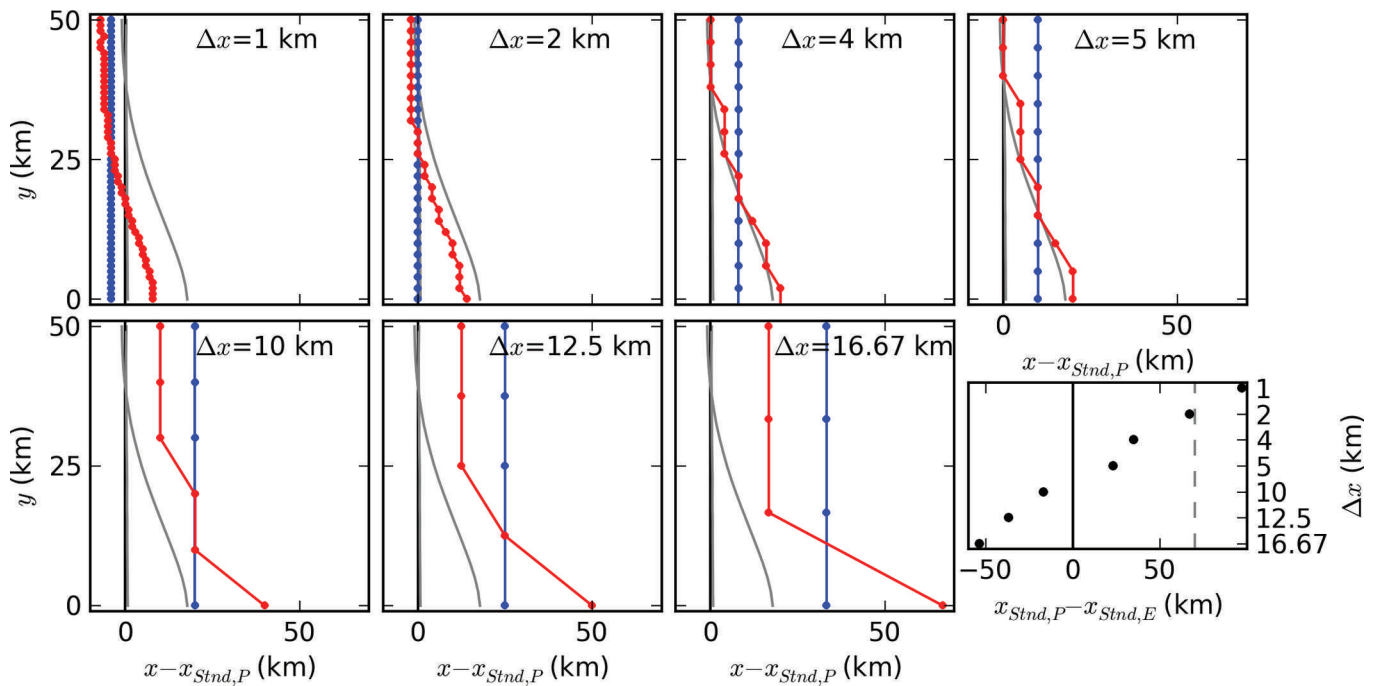 50
25
0
y (km)
Δx=1 km
Δx=2 km
Δx=4 km
Δx=5 km
0
50
x−x_{Stnd,P} (km)
50
25
0
y (km)
Δx=10 km
Δx=12.5 km
Δx=16.67 km
0
50
x−x_{Stnd,P} (km)
0
50
x−x_{Stnd,P} (km)
0
50
x−x_{Stnd,P} (km)
1
2
4
5
10
12.5
16.67
Δx (km)
−50
0
50
x_{Stnd,P}−x_{Stnd,E} (km)